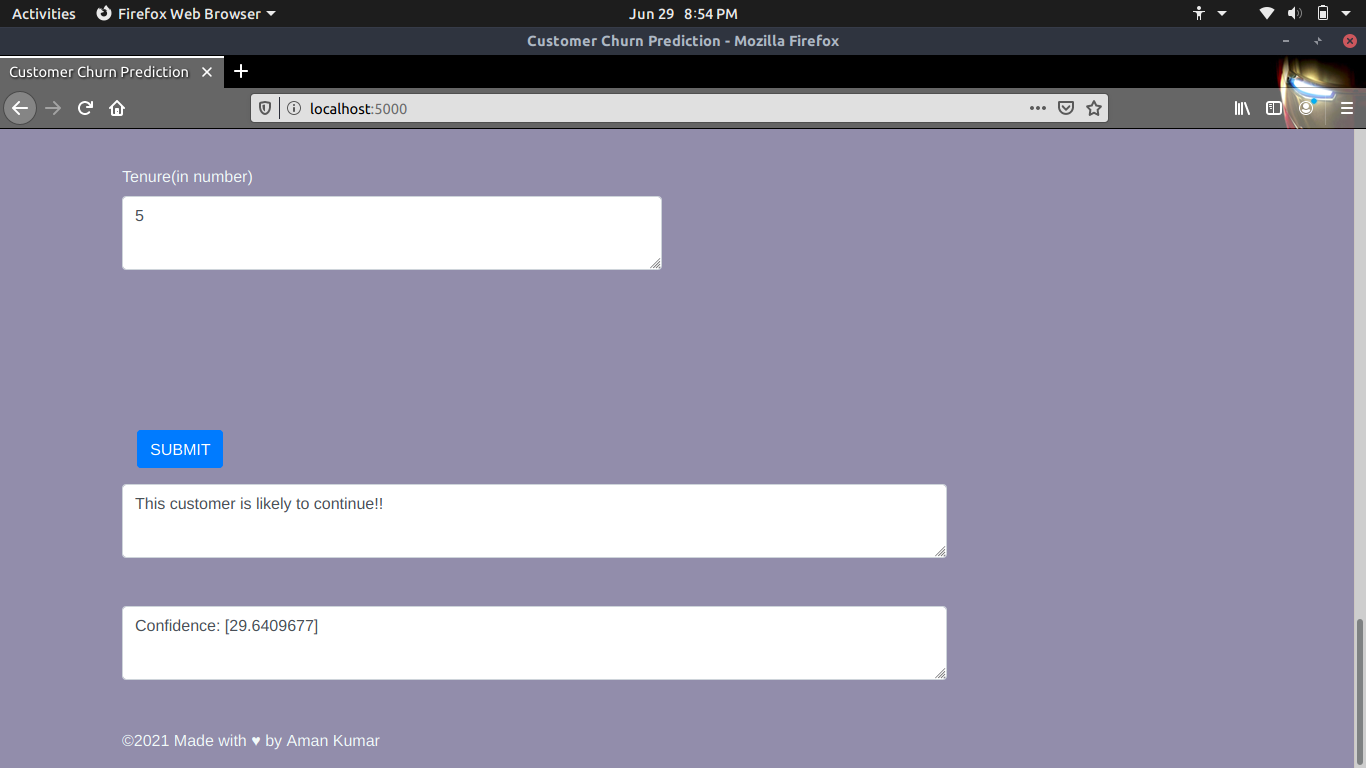 Activities Firefox Web Browser Jun 29 8:54 PM
Customer Churn Prediction - Mozilla Firefox
Customer Churn Prediction
localhost:5000
Tenure(in number)
5
SUBMIT
This customer is likely to continue!!
Confidence: [29.6409677]
©2021 Made with ♥ by Aman Kumar